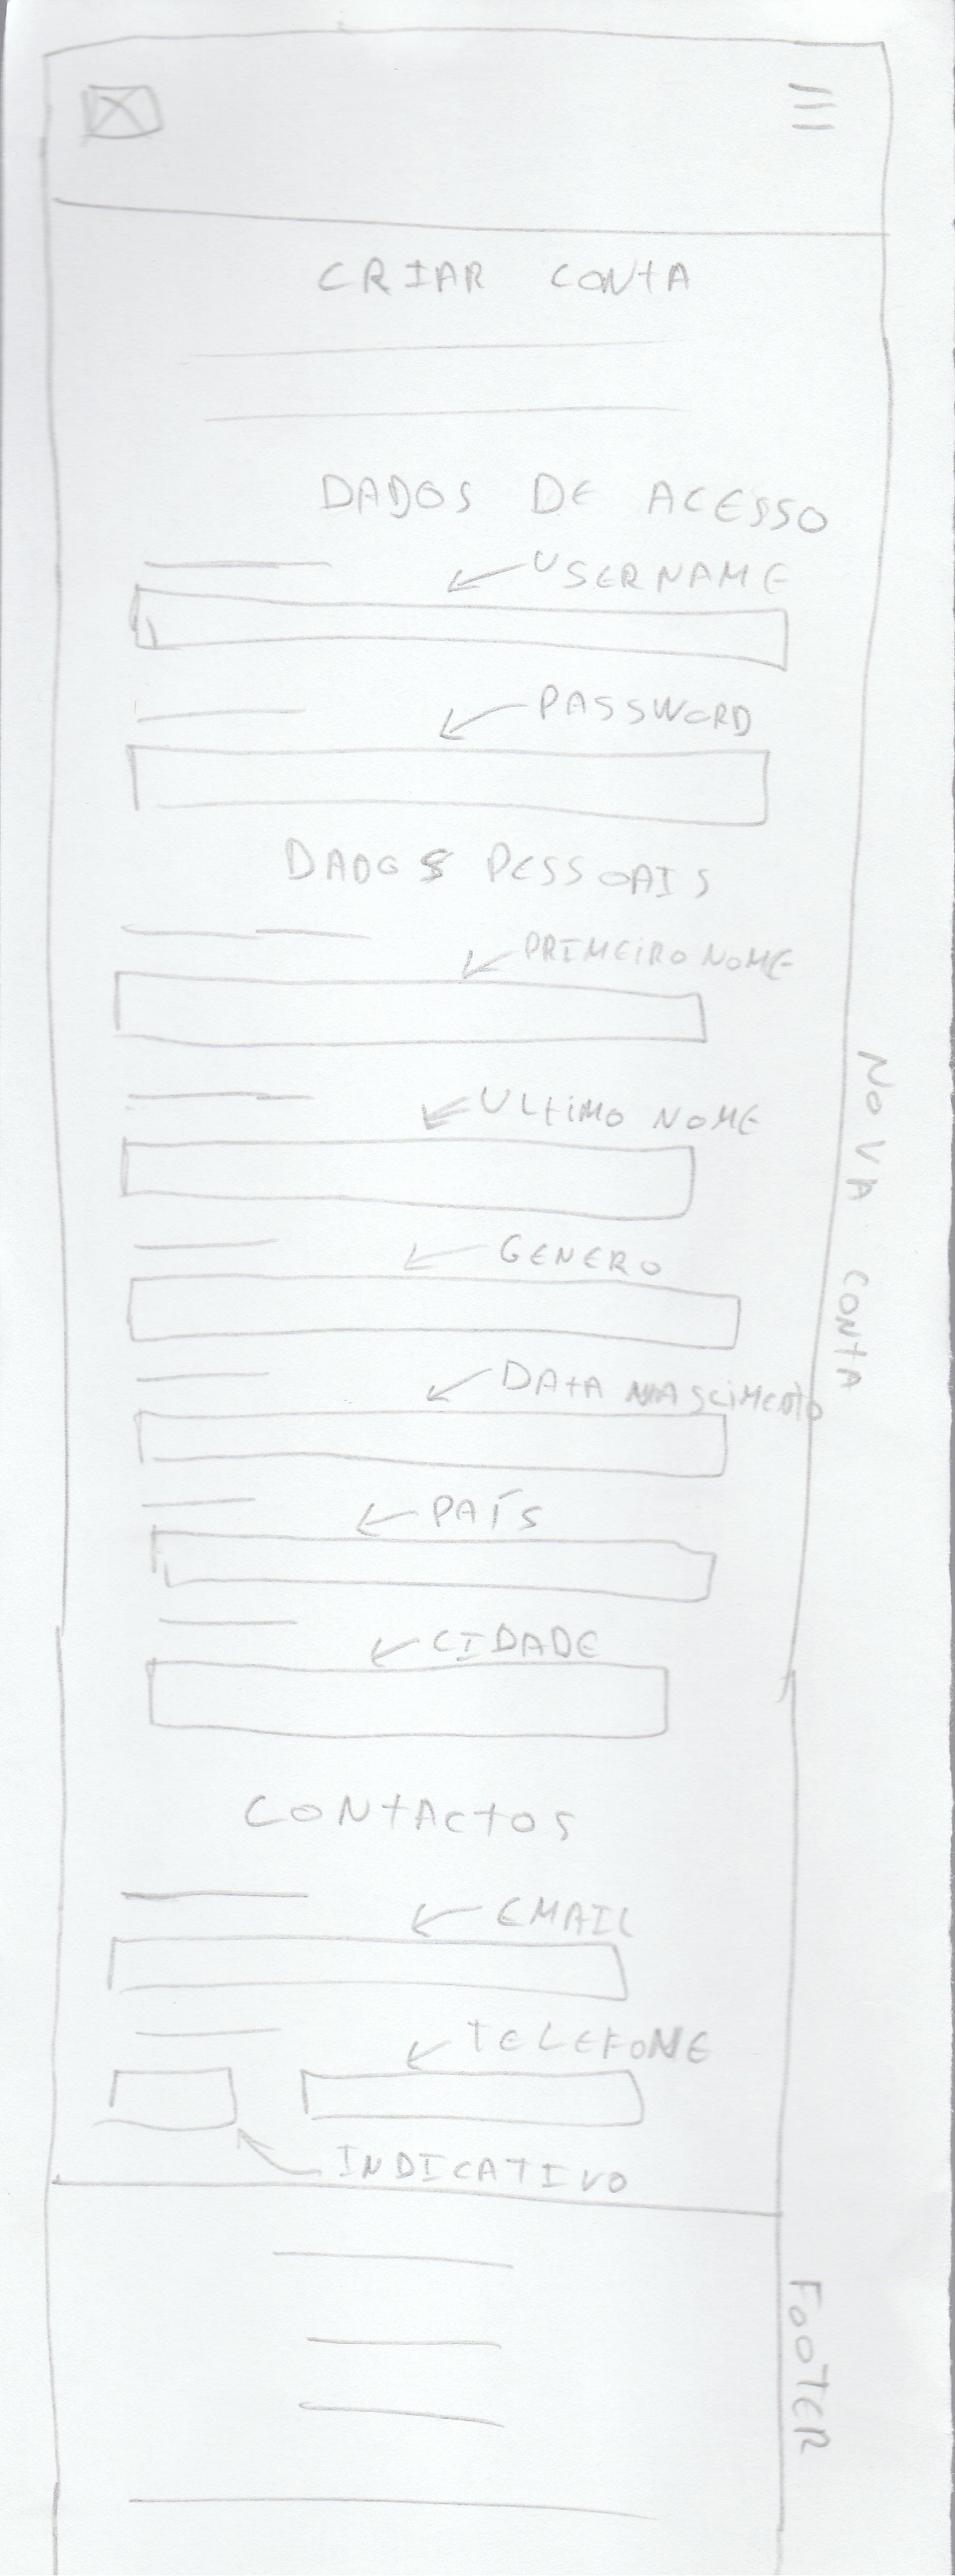 CRIAR CONTA
DADOS DE ACESSO
USERNAME
PASSWORD
DADOS PESSOAIS
PRIMEIRO NOME
ULTIMO NOME
GENERO
DATA NASCIMENTO
PAÍS
CIDADE
NOVA CONTA
CONTACTOS
EMAIL
TELEFONE
INDICATIVO
FOOTER